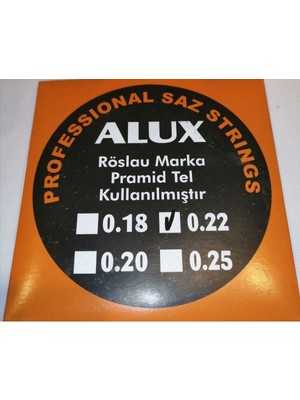 PROFESSIONAL SAZ STRINGS
ALUX
Röslau Marka
Pramid Tel
Kullanılmıştır
0.18 0.22
0.20 0.25